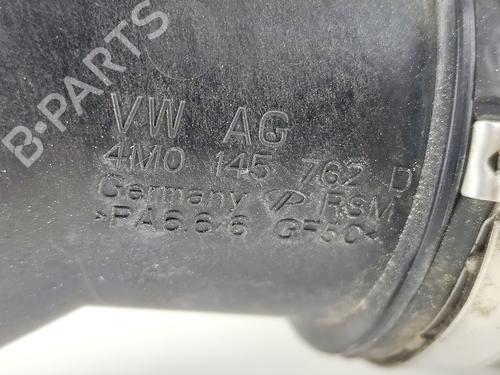 B-PARTS
VW AG
4M0 145 762 D
Germany RSM
>PA6.6/6 GF50<